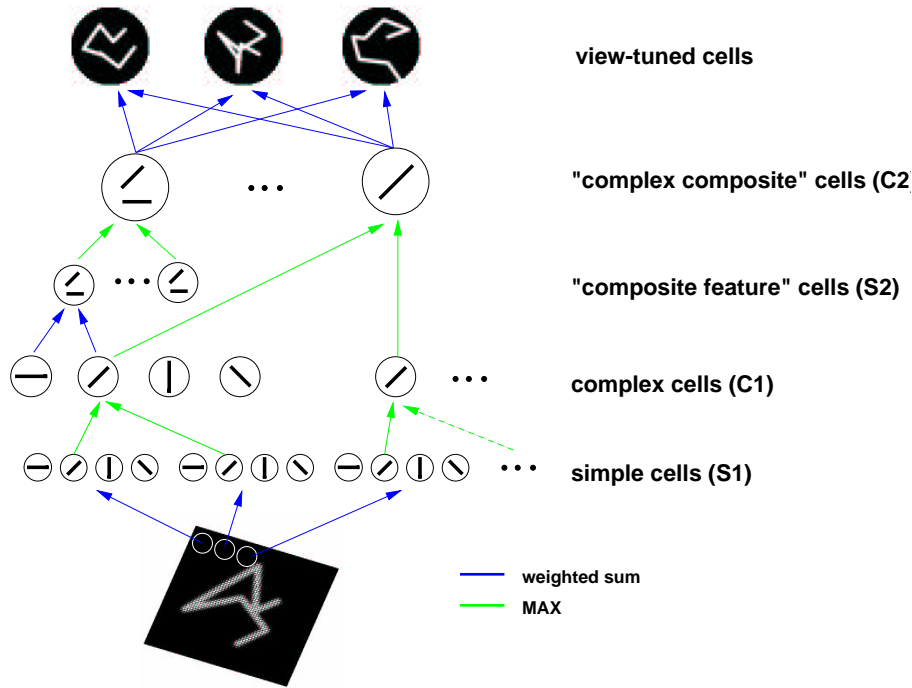 view-tuned cells
"complex composite" cells (C2)
"composite feature" cells (S2)
complex cells (C1)
simple cells (S1)
weighted sum
MAX